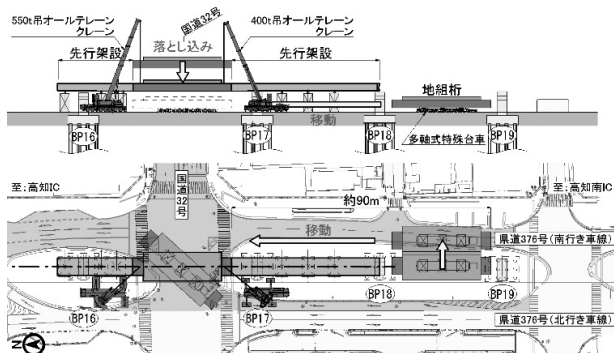 550t吊オールテレーン
クレーン
国道32号
400t吊オールテレーン
クレーン
落とし込み
先行架設
先行架設
地組桁
移動
多軸式特殊台車
BP16
BP17
BP18
BP19
至;高知IC
国道32号
至;高知南IC
約90m
移動
県道376号(南行き車線)
BP18
BP19
BP16
BP17
県道376号(北行き車線)
N